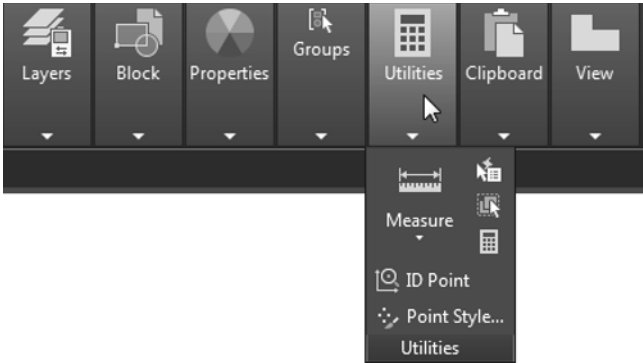 Layers
Block
Properties
Groups
Utilities
Clipboard
View
Measure
ID Point
Point Style...
Utilities